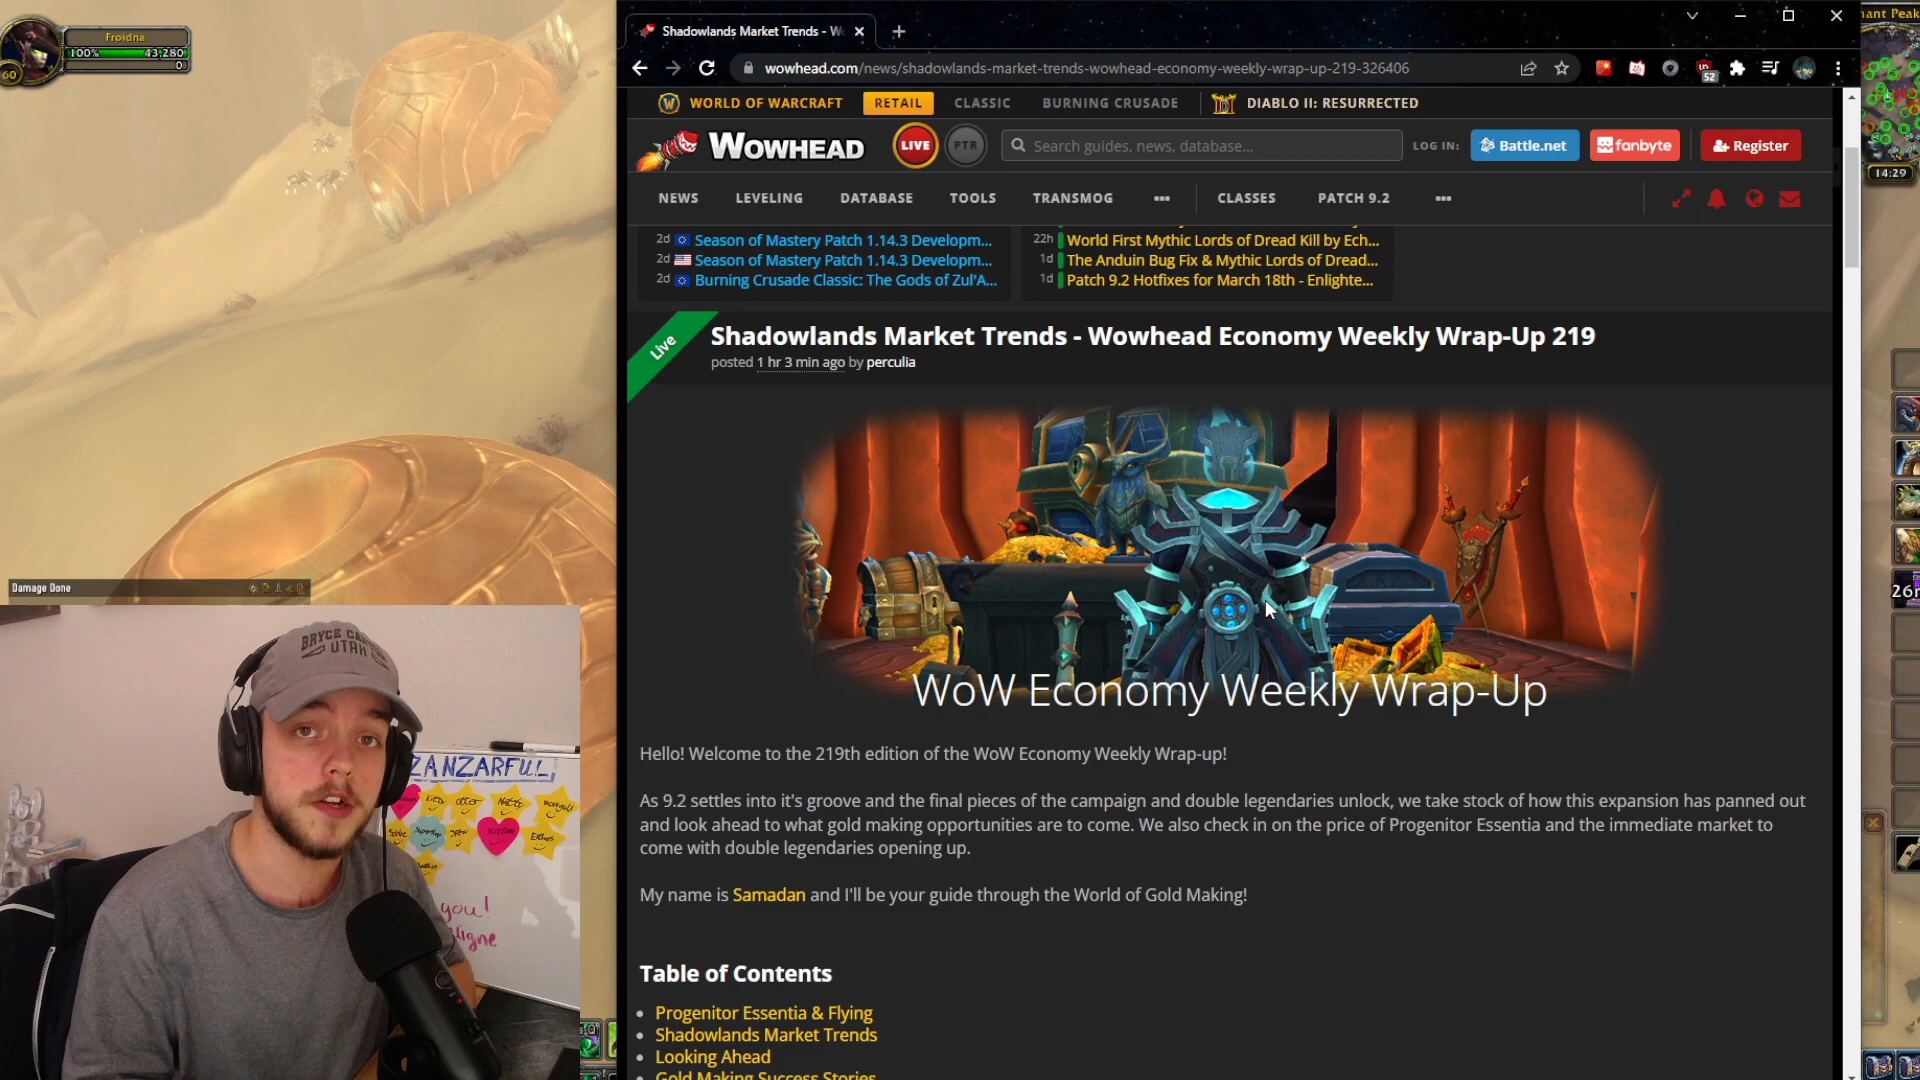 Froidna
100% 43,280
0
60
Shadowlands Market Trends - W
wowhead.com/news/shadowlands-market-trends-wowhead-economy-weekly-wrap-up-219-326406
52
WORLD OF WARCRAFT RETAIL CLASSIC BURNING CRUSADE DIABLO II: RESURRECTED
WOWHEAD LIVE PTR Search guides, news, database... LOG IN: Battle.net fanbyte Register
NEWS LEVELING DATABASE TOOLS TRANSMOG ... CLASSES PATCH 9.2 ...
2d Season of Mastery Patch 1.14.3 Developm...
2d Season of Mastery Patch 1.14.3 Developm...
2d Burning Crusade Classic: The Gods of Zul'A...
22h World First Mythic Lords of Dread Kill by Ech...
1d The Anduin Bug Fix & Mythic Lords of Dread...
1d Patch 9.2 Hotfixes for March 18th - Enlighte...
Live
Shadowlands Market Trends - Wowhead Economy Weekly Wrap-Up 219
posted 1 hr 3 min ago by perculia
WoW Economy Weekly Wrap-Up
Hello! Welcome to the 219th edition of the WoW Economy Weekly Wrap-up!
As 9.2 settles into it's groove and the final pieces of the campaign and double legendaries unlock, we take stock of how this expansion has panned out
and look ahead to what gold making opportunities are to come. We also check in on the price of Progenitor Essentia and the immediate market to
come with double legendaries opening up.
My name is Samadan and I'll be your guide through the World of Gold Making!
Table of Contents
Progenitor Essentia & Flying
Shadowlands Market Trends
Looking Ahead
Gold Making Success Stories
nant Peak
14:29
26
Damage Done
UTAH
ZANZARFUL
you!